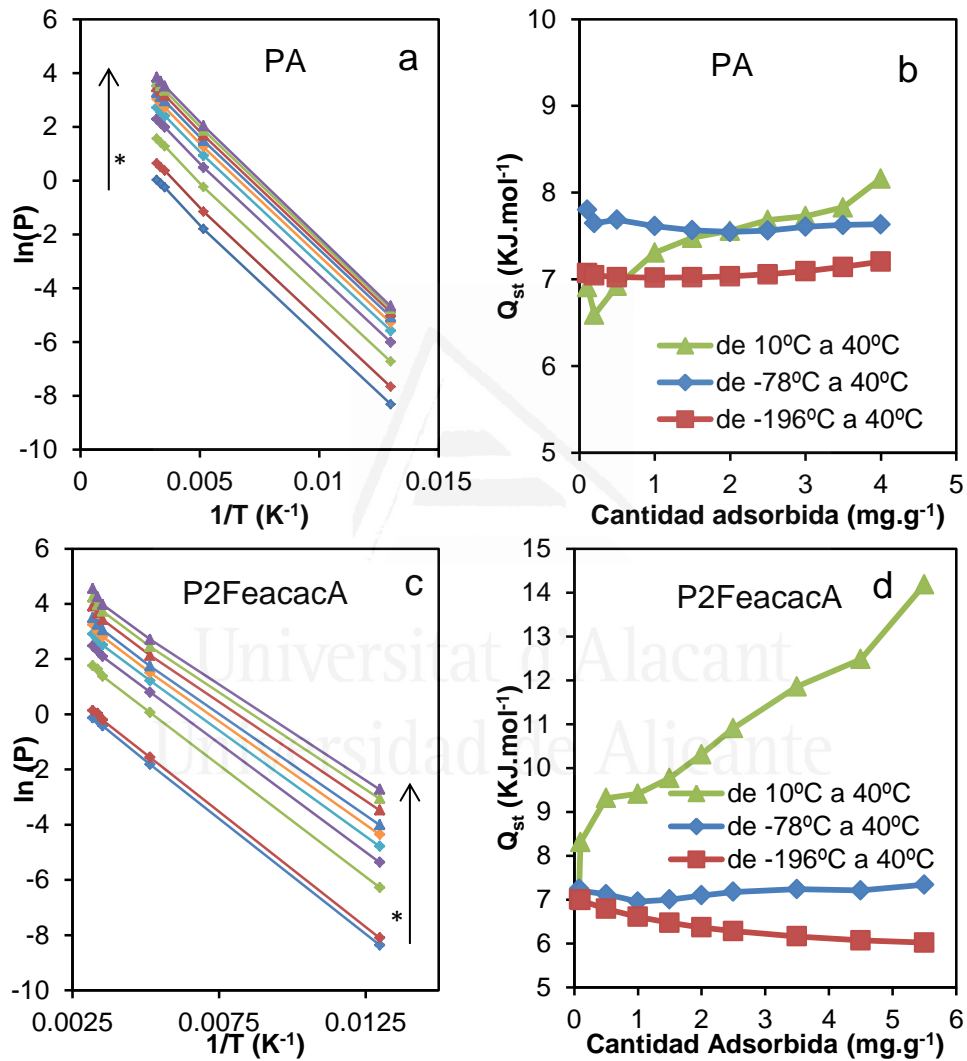 PA
a
6
4
2
0
-2
-4
-6
-8
-10
ln(P)
*
0
0.005
0.01
0.015
1/T (K-1)
PA
b
10
9
8
7
6
5
Qst (KJ.mol-1)
de 10ºC a 40ºC
de -78ºC a 40ºC
de -196ºC a 40ºC
0
1
2
3
4
5
Cantidad adsorbida (mg.g-1)
P2FeacacA
c
6
4
2
0
-2
-4
-6
-8
-10
ln (P)
*
0.0025
0.0075
0.0125
1/T (K-1)
P2FeacacA
d
15
14
13
12
11
10
9
8
7
6
5
Qst (KJ.mol-1)
de 10ºC a 40ºC
de -78ºC a 40ºC
de -196ºC a 40ºC
0
1
2
3
4
5
6
Cantidad Adsorbida (mg.g-1)
Universitat d'Alacant
Universidad de Alicante